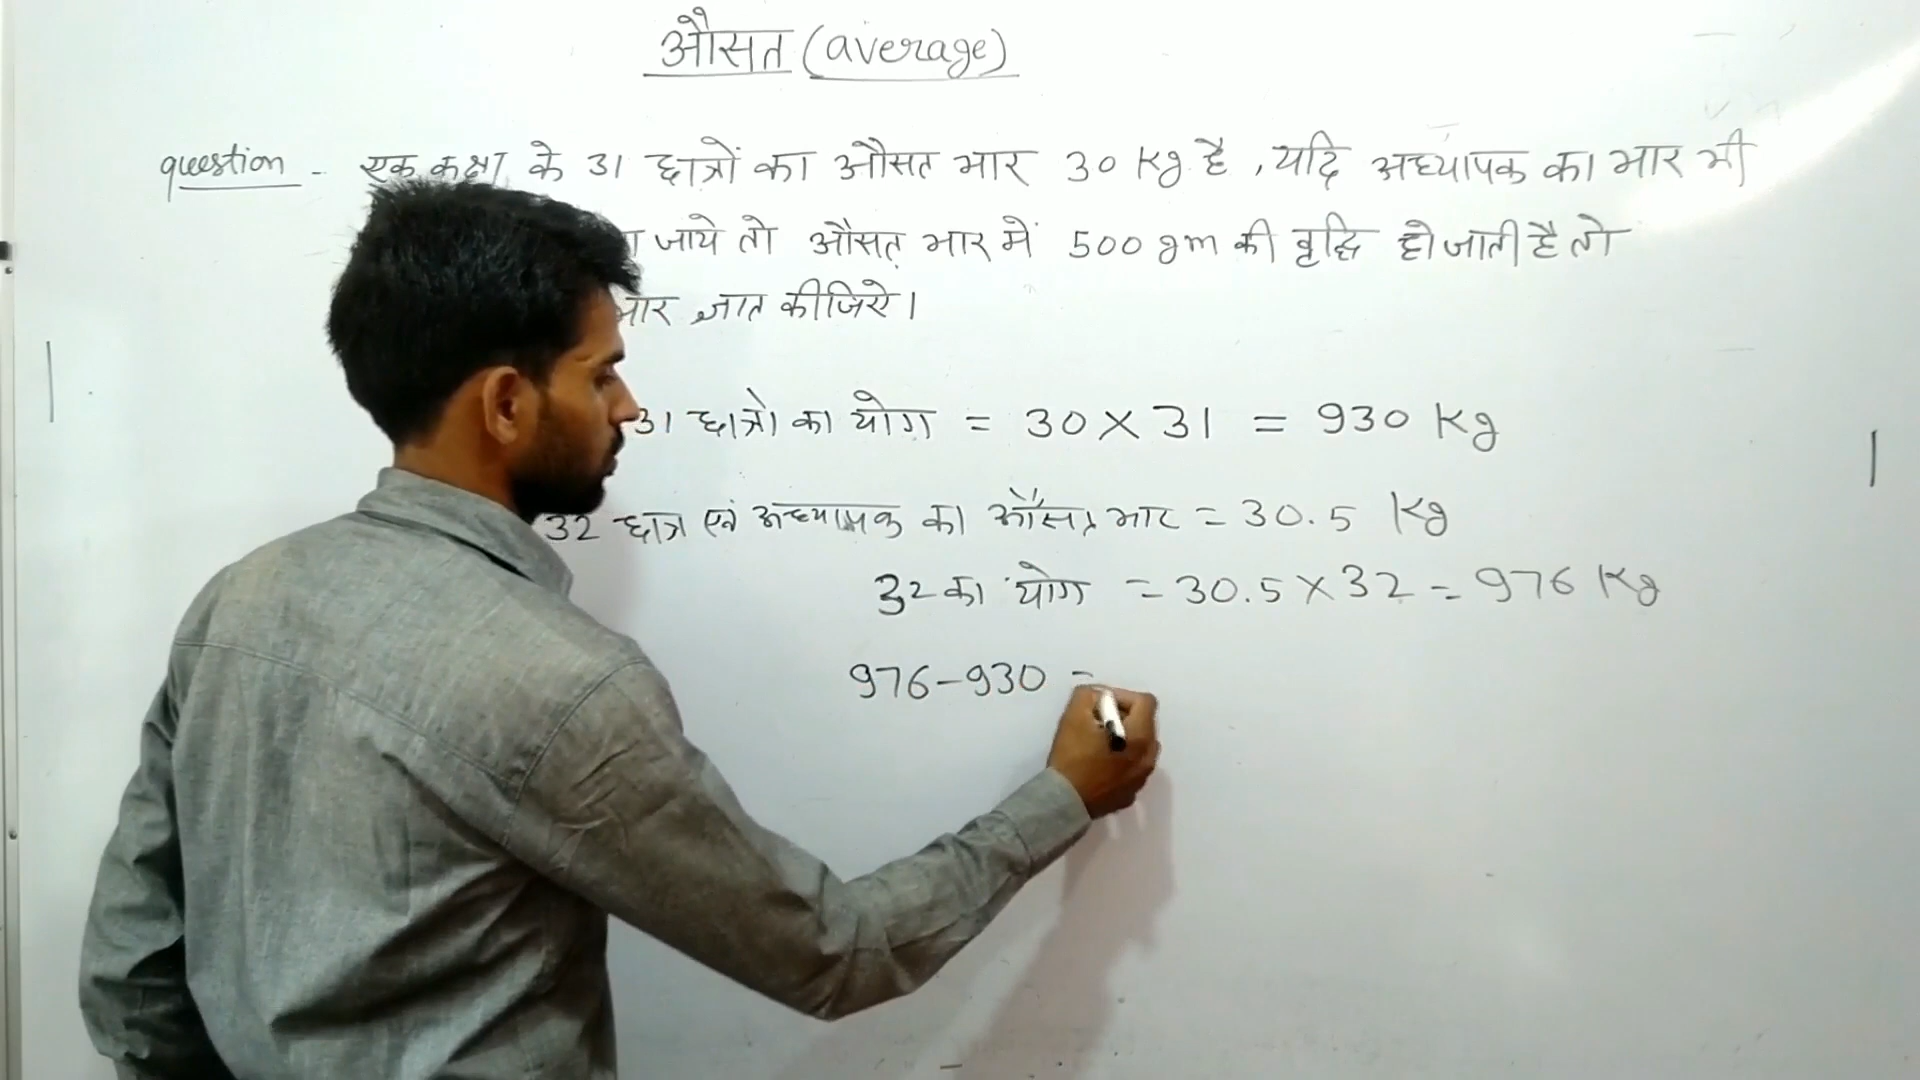 औसत (average)
question - एक कक्षा के 31 छात्रों का औसत भार 30 Kg है , यदि अध्यापक का भार भी
जाये तो औसत भार में 500 gm की वृद्धि हो जाती है तो
भार ज्ञात कीजिये।
31 छात्रो का योग = 30 × 31 = 930 Kg
32 छात्र एवं अध्यापक का औसत भार = 30.5 Kg
32 का योग = 30.5 × 32 = 976 Kg
976 - 930 =